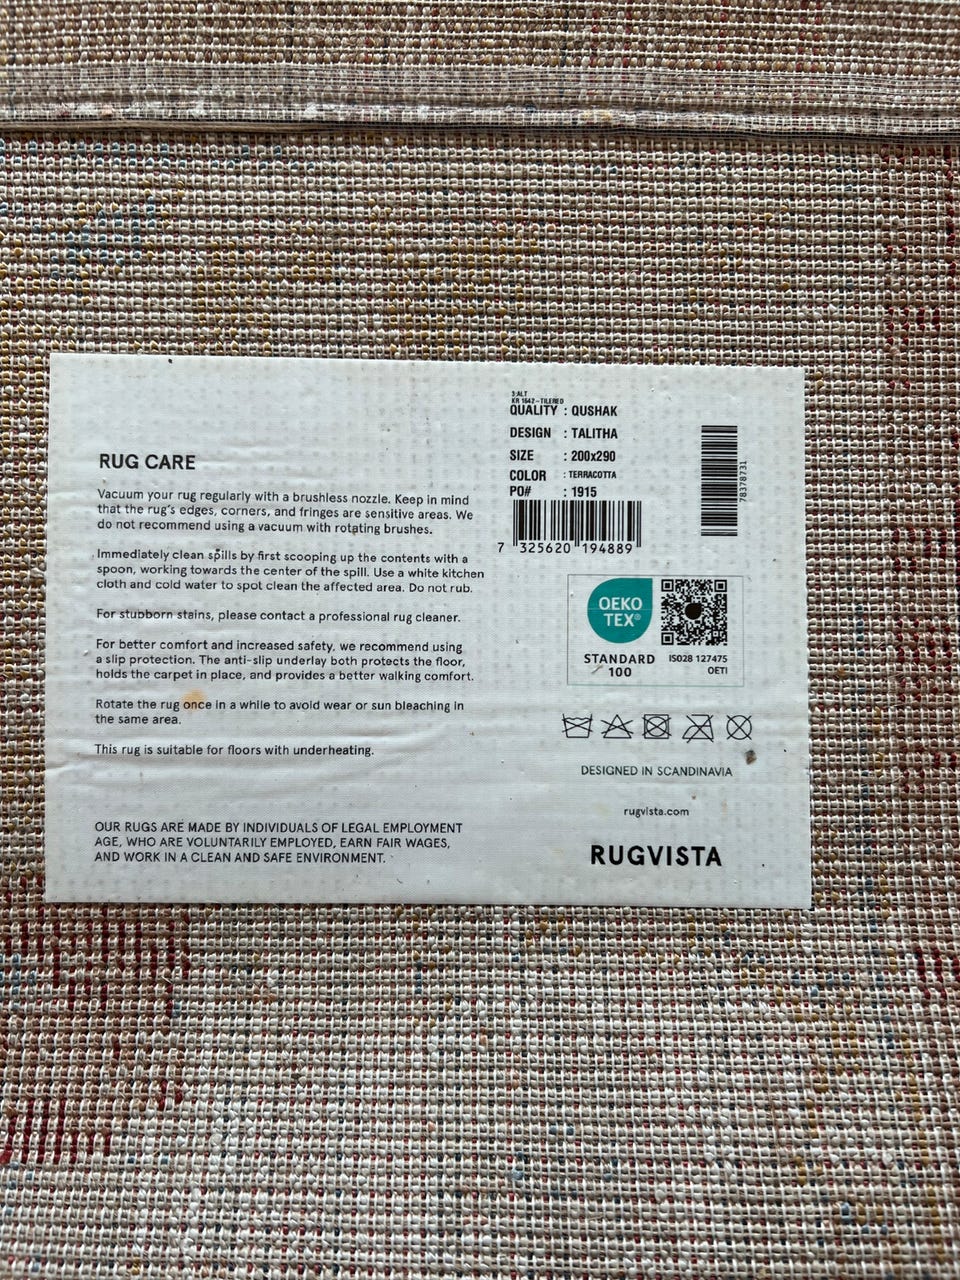 RUG CARE
Vacuum your rug regularly with a brushless nozzle. Keep in mind
that the rug's edges, corners, and fringes are sensitive areas. We
do not recommend using a vacuum with rotating brushes.
Immediately clean spills by first scooping up the contents with a
spoon, working towards the center of the spill. Use a white kitchen
cloth and cold water to spot clean the affected area. Do not rub.
For stubborn stains, please contact a professional rug cleaner.
For better comfort and increased safety, we recommend using
a slip protection. The anti-slip underlay both protects the floor,
holds the carpet in place, and provides a better walking comfort.
Rotate the rug once in a while to avoid wear or sun bleaching in
the same area.
This rug is suitable for floors with underheating.
OUR RUGS ARE MADE BY INDIVIDUALS OF LEGAL EMPLOYMENT
AGE, WHO ARE VOLUNTARILY EMPLOYED, EARN FAIR WAGES,
AND WORK IN A CLEAN AND SAFE ENVIRONMENT.
KR 1642-TILERED
QUALITY : QUSHAK
DESIGN : TALITHA
SIZE : 200x290
COLOR : TERRACOTTA
PO# : 1915
7 325620 194889
78378731
OEKO
TEX®
STANDARD
100
IS028 127475
OETI
DESIGNED IN SCANDINAVIA
rugvista.com
RUGVISTA